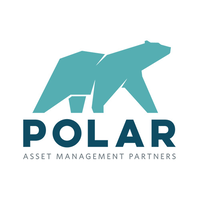 POLAR
ASSET MANAGEMENT PARTNERS